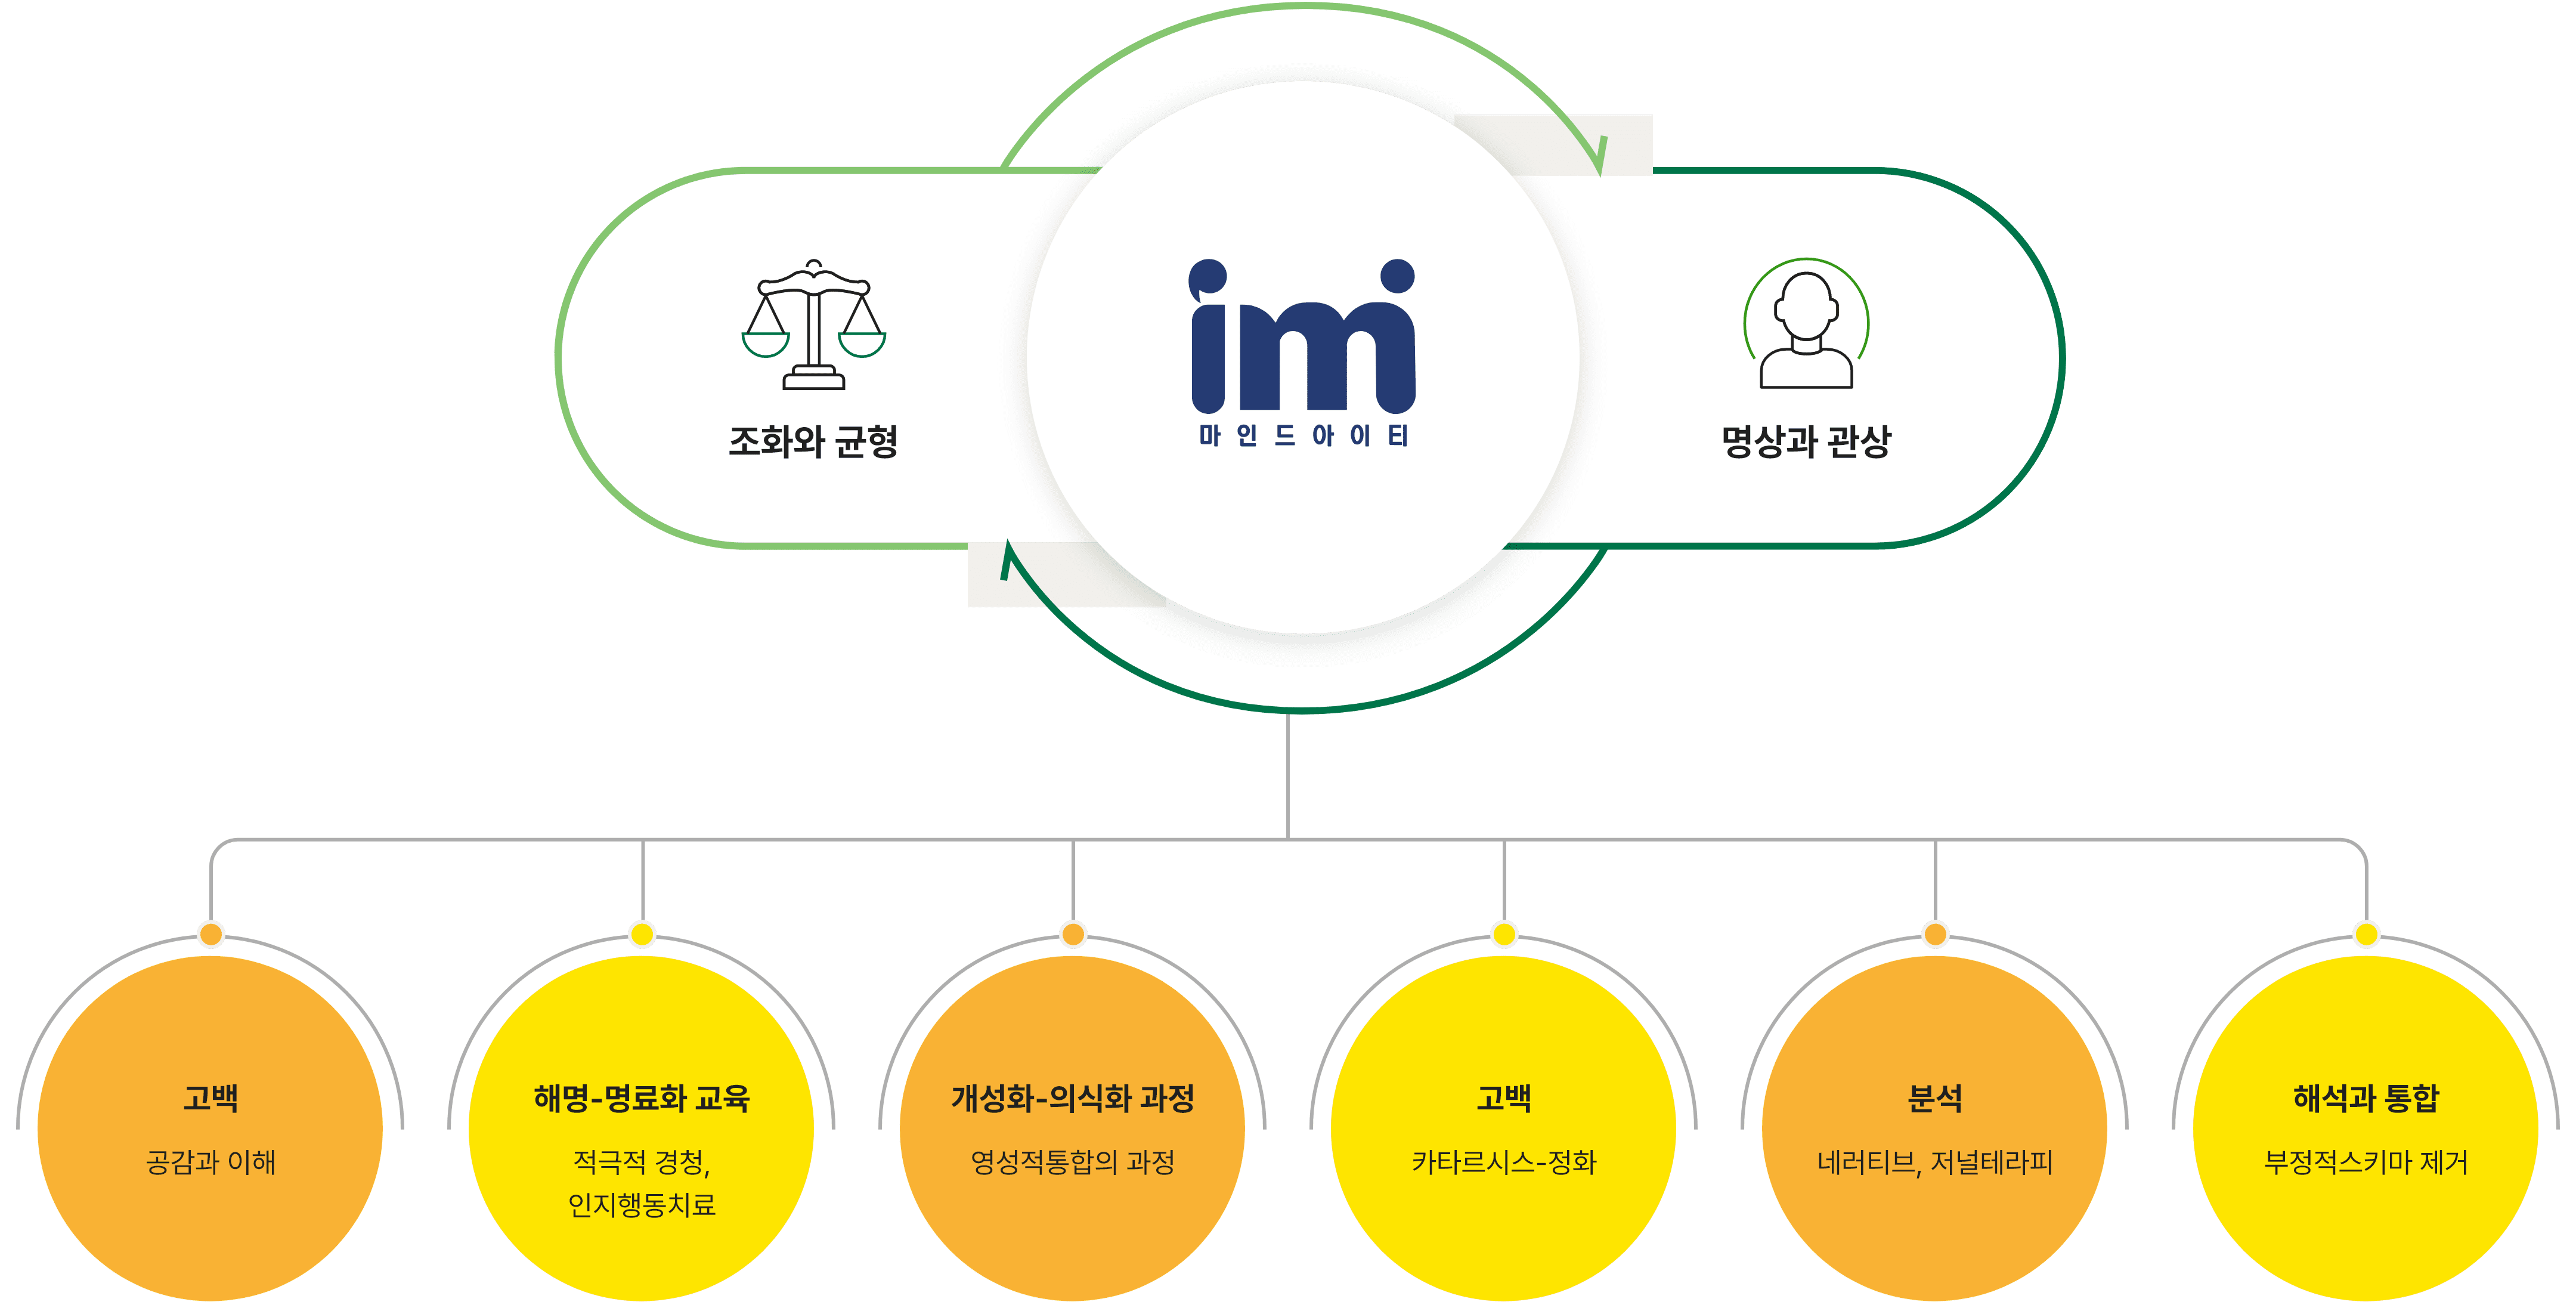 조화와 균형
imi
마인드아이티
명상과 관상
고백
공감과 이해
해명-명료화 교육
적극적 경청,
인지행동치료
개성화-의식화 과정
영성적통합의 과정
고백
카타르시스-정화
분석
네러티브, 저널테라피
해석과 통합
부정적스키마 제거